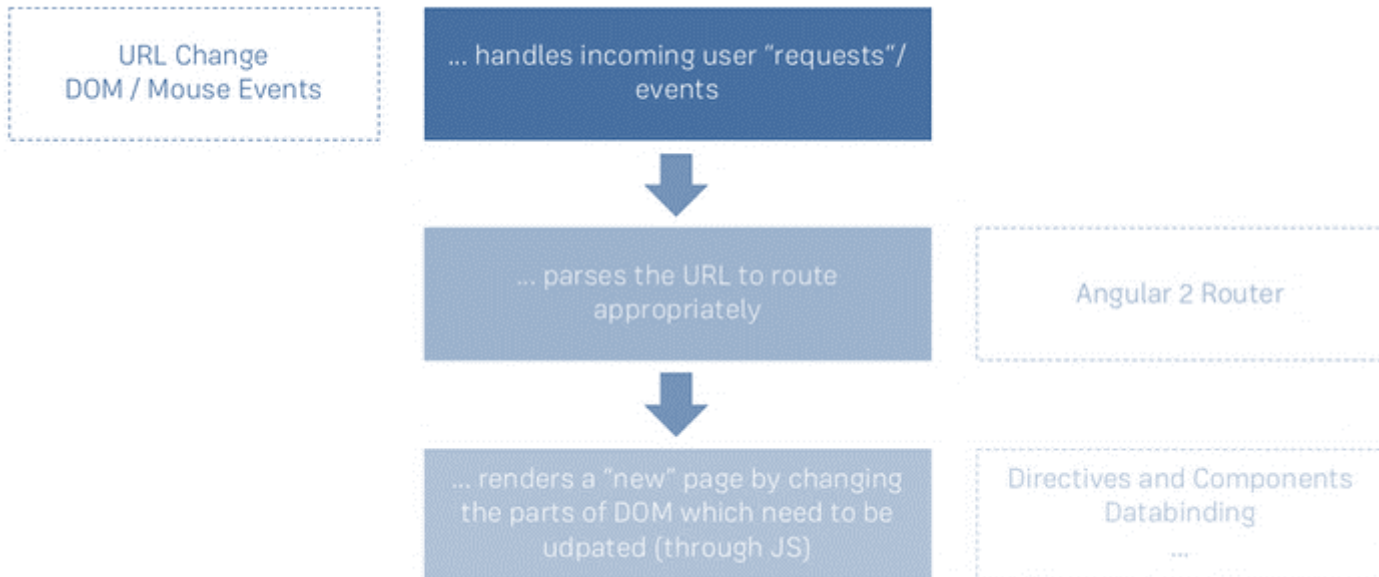 URL Change
DOM / Mouse Events
... handles incoming user “requests“/
events
... parses the URL to route
appropriately
Angular 2 Router
... renders a “new” page by changing
the parts of DOM which need to be
udpated (through JS)
Directives and Components
Databinding
...